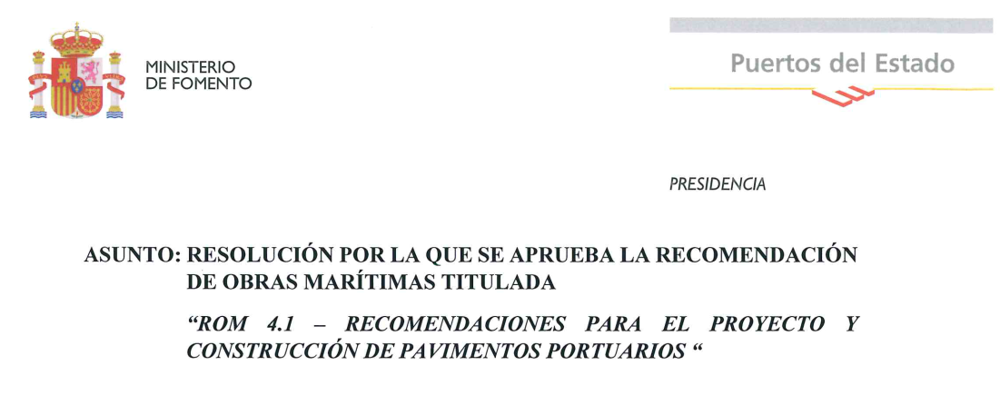 MINISTERIO
DE FOMENTO
Puertos del Estado
PRESIDENCIA
ASUNTO: RESOLUCIÓN POR LA QUE SE APRUEBA LA RECOMENDACIÓN
DE OBRAS MARÍTIMAS TITULADA
“ROM 4.1 – RECOMENDACIONES PARA EL PROYECTO Y
CONSTRUCCIÓN DE PAVIMENTOS PORTUARIOS “